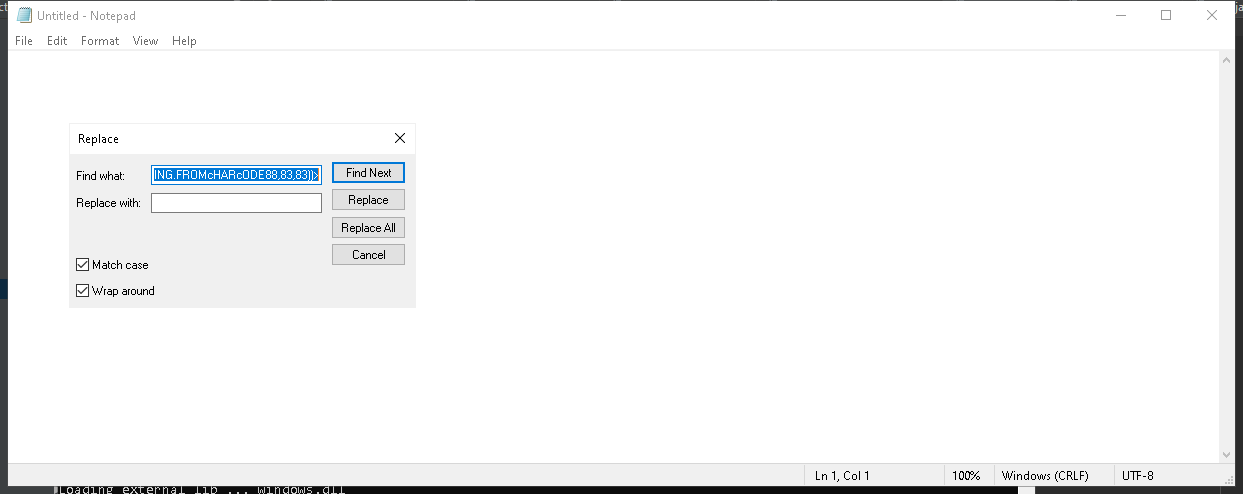 Untitled - Notepad
File Edit Format View Help
Replace
Find what: ING.FROMcHARcODE88,83,83))> Find Next
Replace with: Replace
Replace All
Cancel
Match case
Wrap around
Ln 1, Col 1 100% Windows (CRLF) UTF-8
Loading external lib ... windows.dll